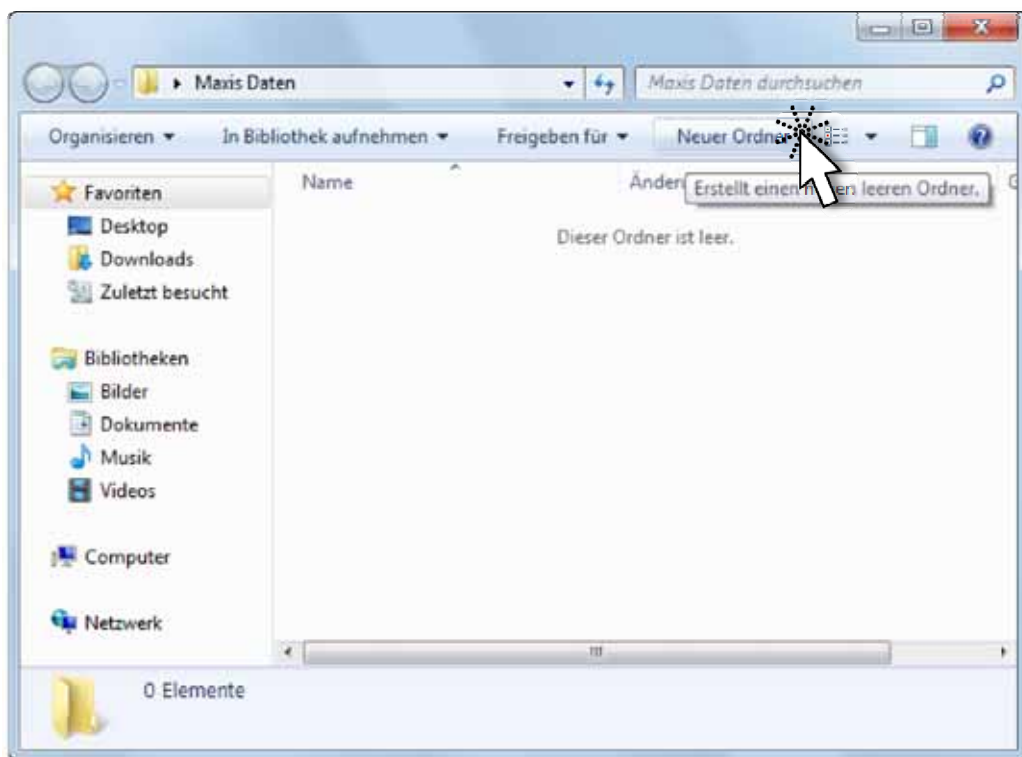 Maxis Daten
Maxis Daten durchsuchen
Organisieren
In Bibliothek aufnehmen
Freigeben für
Neuer Ordner
Name
Erstellt einen neuen leeren Ordner.
Favoriten
Dieser Ordner ist leer.
Desktop
Downloads
Zuletzt besucht
Bibliotheken
Bilder
Dokumente
Musik
Videos
Computer
Netzwerk
0 Elemente